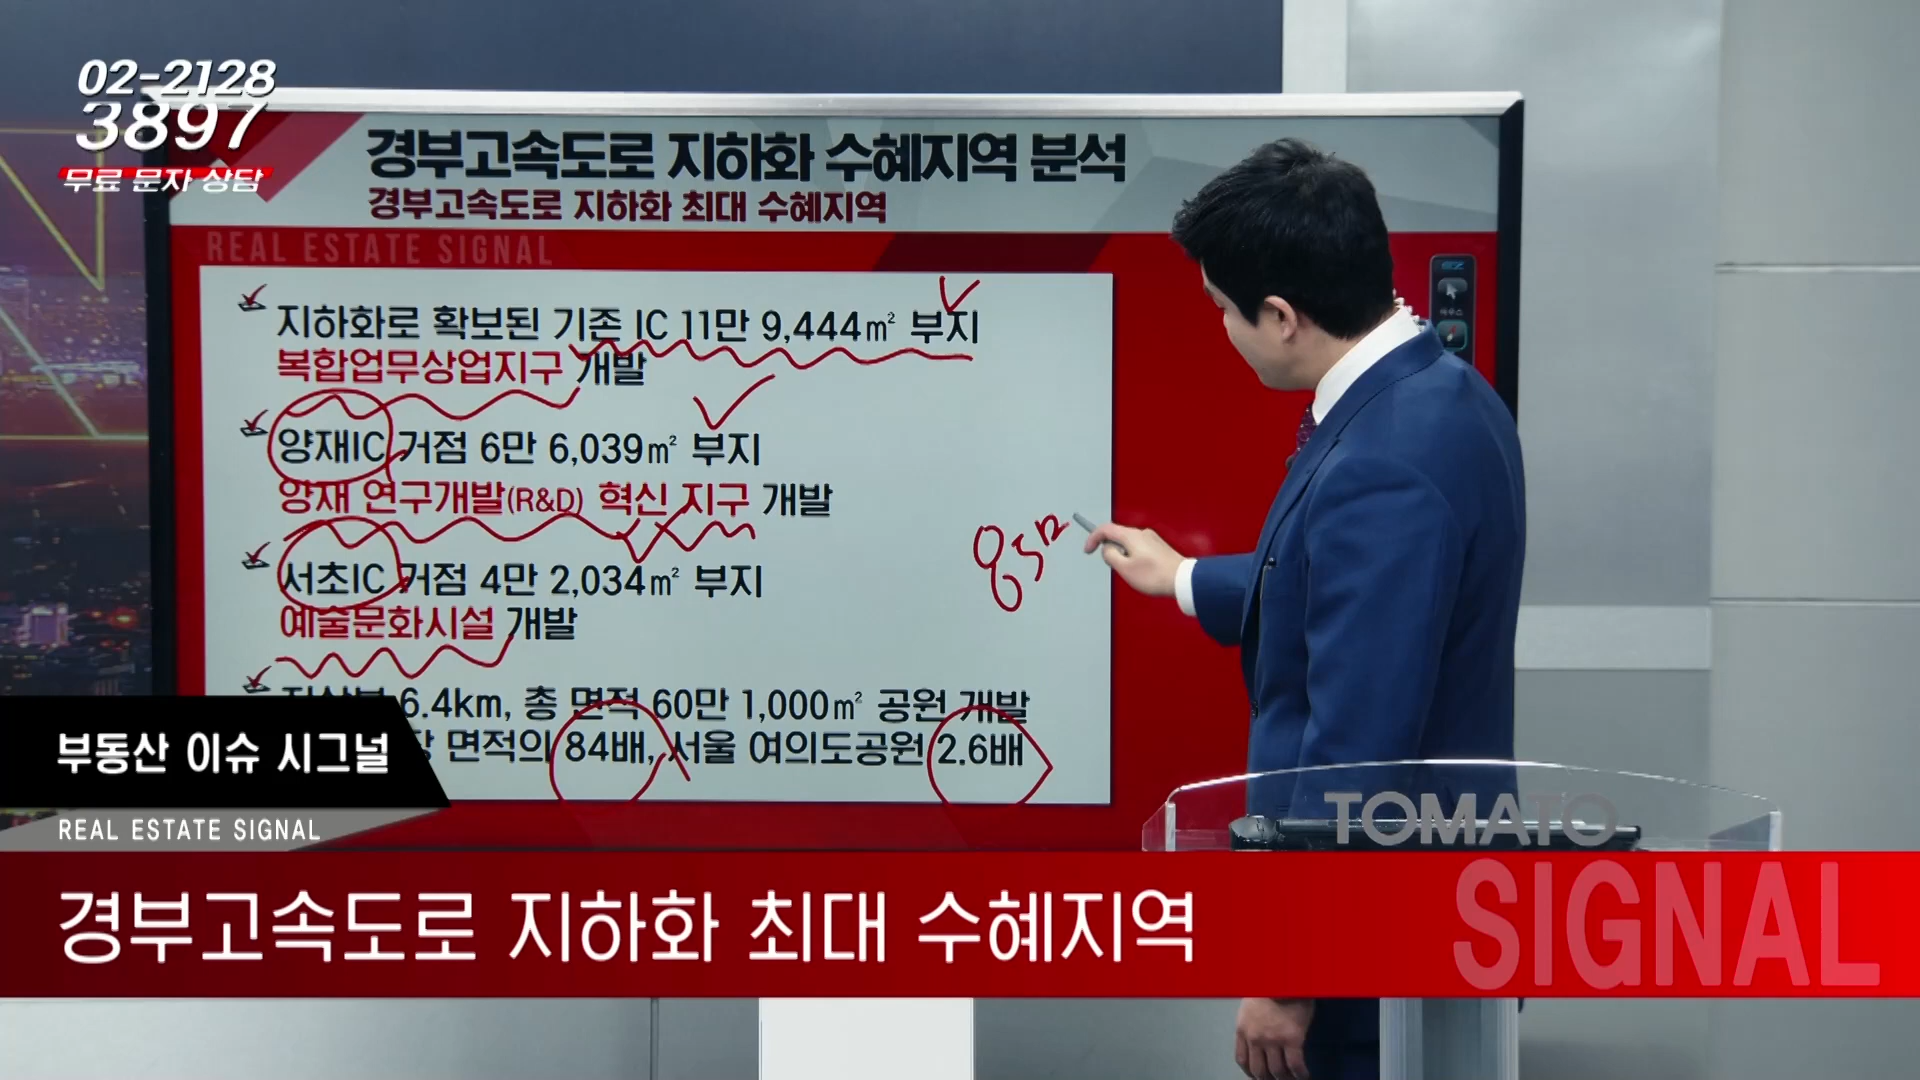 02-2128
3897
무료 문자 상담
경부고속도로 지하화 수혜지역 분석
경부고속도로 지하화 최대 수혜지역
REAL ESTATE SIGNAL
지하화로 확보된 기존 IC 11만 9,444㎡ 부지
복합업무상업지구 개발
양재IC 거점 6만 6,039㎡ 부지
양재 연구개발(R&D) 혁신 지구 개발
서초IC 거점 4만 2,034㎡ 부지
예술문화시설 개발
6.4km, 총 면적 60만 1,000㎡ 공원 개발
면적의 84배, 서울 여의도공원 2.6배
부동산 이슈 시그널
REAL ESTATE SIGNAL
TOMATO
SIGNAL
경부고속도로 지하화 최대 수혜지역